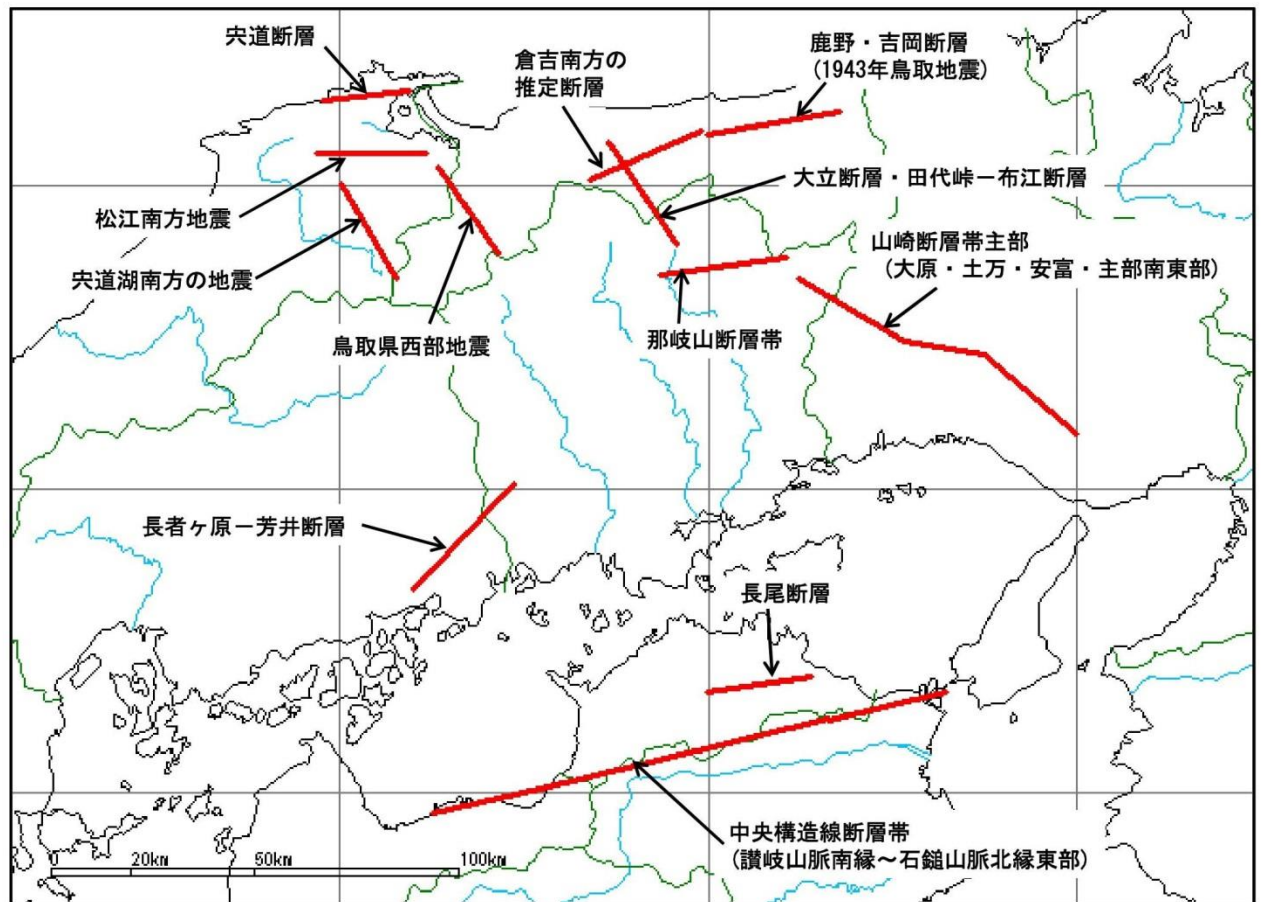 宍道断層
倉吉南方の
推定断層
鹿野・吉岡断層
(1943年鳥取地震)
大立断層・田代峠－布江断層
松江南方地震
山崎断層帯主部
(大原・土万・安富・主部南東部)
宍道湖南方の地震
鳥取県西部地震
那岐山断層帯
長者ヶ原－芳井断層
長尾断層
中央構造線断層帯
(讃岐山脈南縁～石鎚山脈北縁東部)
0 20km 50km 100km